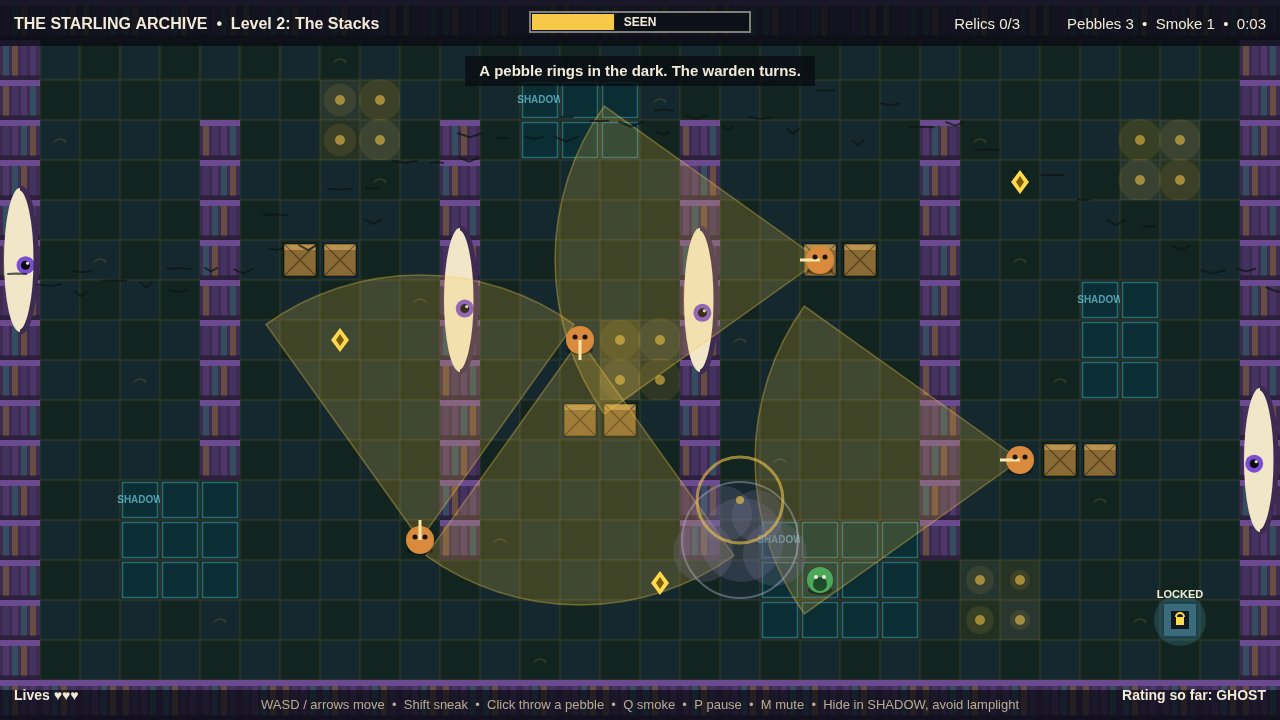 THE STARLING ARCHIVE • Level 2: The Stacks
SEEN
Relics 0/3
Pebbles 3 • Smoke 1 • 0:03
A pebble rings in the dark. The warden turns.
SHADOW
SHADOW
SHADOW
SHADOW
LOCKED
Lives ♥♥♥
WASD / arrows move • Shift sneak • Click throw a pebble • Q smoke • P pause • M mute • Hide in SHADOW, avoid lamplight
Rating so far: GHOST